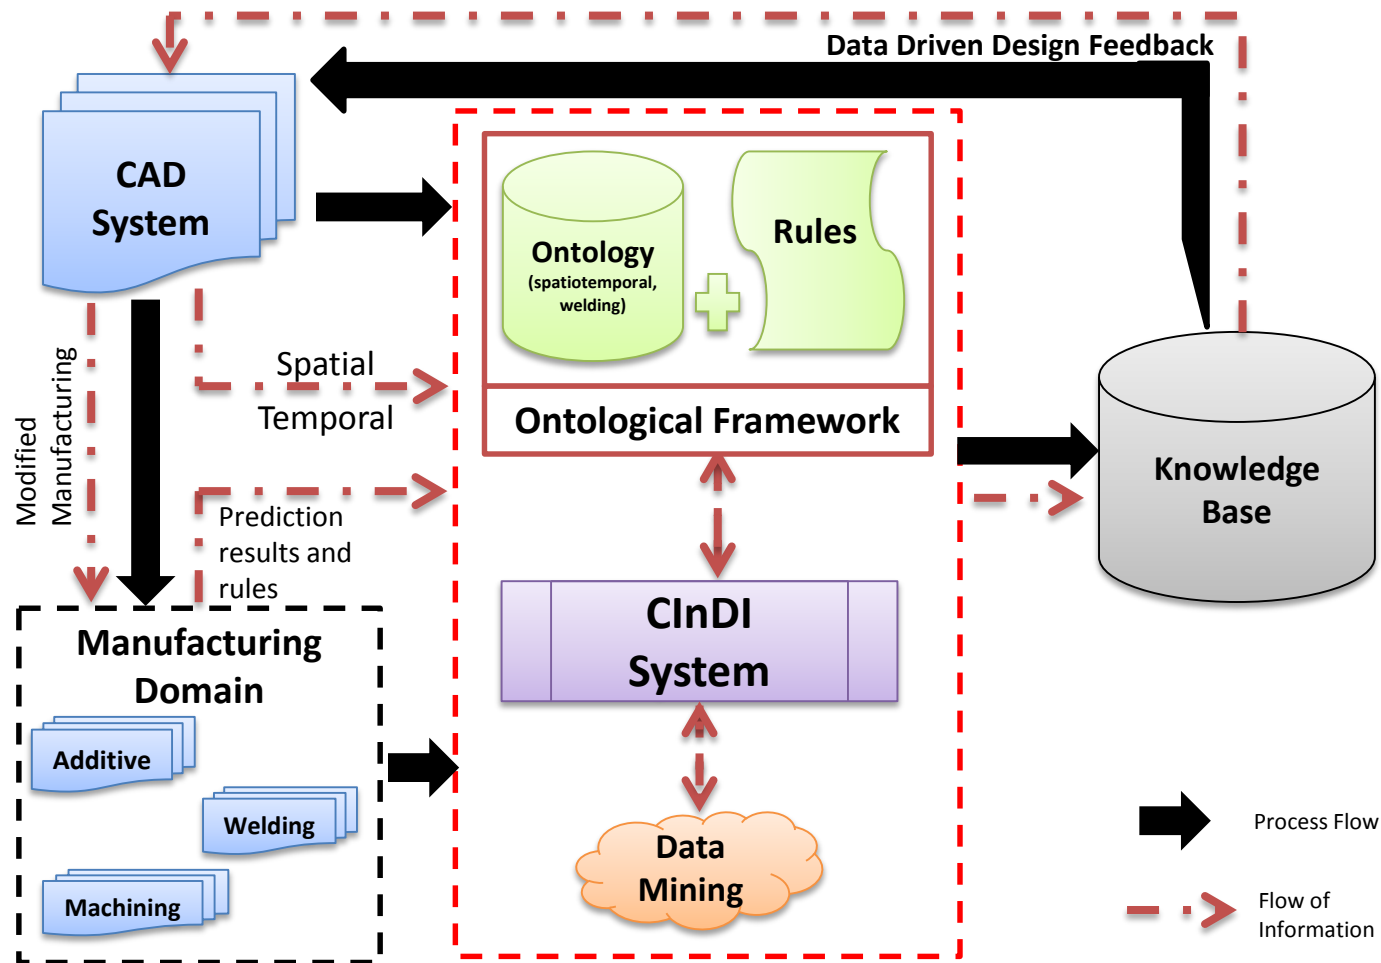 Data Driven Design Feedback
CAD
System
Ontology
(spatiotemporal,
welding)
Rules
Ontological Framework
Spatial
Temporal
Modified
Manufacturing
Prediction
results and
rules
Knowledge
Base
CInDI
System
Manufacturing
Domain
Additive
Welding
Machining
Data
Mining
Process Flow
Flow of
Information